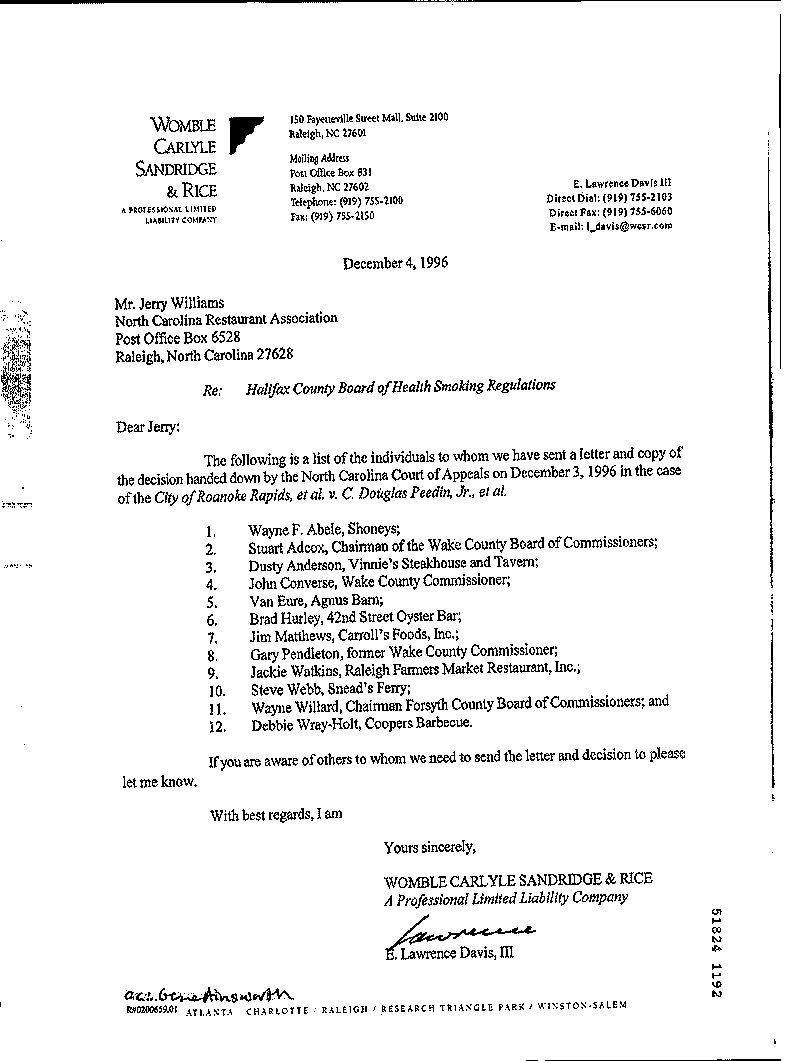 WOMBLE
CARLYLE
SANDRIDGE
& RICE
A PROFESSIONAL LIMITED
LIABILITY COMPANY
150 Fayetteville Street Mall, Suite 2100
Raleigh, NC 27601
Mailing Address
Post Office Box 831
Raleigh, NC 27602
Telephone: (919) 755-2100
Fax: (919) 755-2150
E. Lawrence Davis III
Direct Dial: (919) 755-2103
Direct Fax: (919) 755-6060
E-mail: l_davis@wcsr.com
December 4, 1996
Mr. Jerry Williams
North Carolina Restaurant Association
Post Office Box 6528
Raleigh, North Carolina 27628
Re: Halifax County Board of Health Smoking Regulations
Dear Jerry:
The following is a list of the individuals to whom we have sent a letter and copy of
the decision handed down by the North Carolina Court of Appeals on December 3, 1996 in the case
of the City of Roanoke Rapids, et al. v. C. Douglas Peedin, Jr., et al.
1. Wayne F. Abele, Shoneys;
2. Stuart Adcox, Chairman of the Wake County Board of Commissioners;
3. Dusty Anderson, Vinnie's Steakhouse and Tavern;
4. John Converse, Wake County Commissioner;
5. Van Eure, Agnus Barn;
6. Brad Hurley, 42nd Street Oyster Bar;
7. Jim Matthews, Carroll's Foods, Inc.;
8. Gary Pendleton, former Wake County Commissioner;
9. Jackie Watkins, Raleigh Farmers Market Restaurant, Inc.;
10. Steve Webb, Snead's Ferry;
11. Wayne Willard, Chairman Forsyth County Board of Commissioners; and
12. Debbie Wray-Holt, Coopers Barbecue.
If you are aware of others to whom we need to send the letter and decision to please
let me know.
With best regards, I am
Yours sincerely,
WOMBLE CARLYLE SANDRIDGE & RICE
A Professional Limited Liability Company
Lawrence
E. Lawrence Davis, III
51824 1192
Gene Ainsworth
R#0200659.01 ATLANTA CHARLOTTE / RALEIGH / RESEARCH TRIANGLE PARK / WINSTON-SALEM